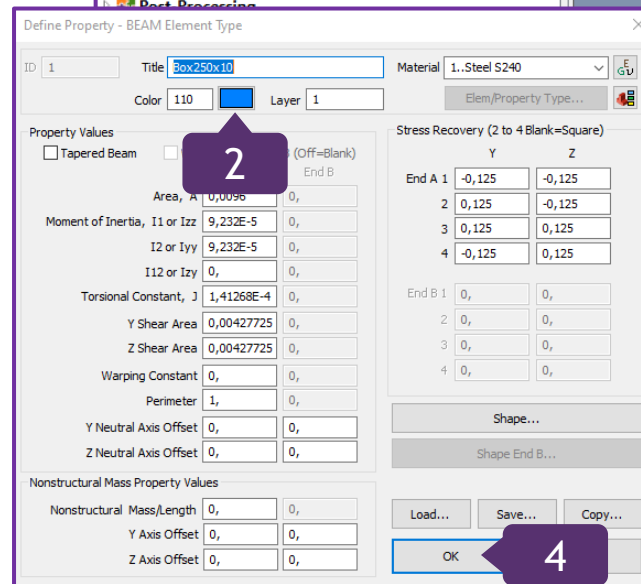 Post-Processing
Define Property - BEAM Element Type
ID 1 Title Box250x10 Material 1..Steel S240
Color 110 Layer 1 Elem/Property Type...
Property Values
Tapered Beam (Off=Blank)
End B
Area, A 0,0096 0,
Moment of Inertia, I1 or Izz 9,232E-5 0,
I2 or Iyy 9,232E-5 0,
I12 or Izy 0, 0,
Torsional Constant, J 1,41268E-4 0,
Y Shear Area 0,00427725 0,
Z Shear Area 0,00427725 0,
Warping Constant 0, 0,
Perimeter 1, 0,
Y Neutral Axis Offset 0, 0,
Z Neutral Axis Offset 0, 0,
Nonstructural Mass Property Values
Nonstructural Mass/Length 0, 0,
Y Axis Offset 0, 0,
Z Axis Offset 0, 0,
Stress Recovery (2 to 4 Blank=Square)
Y Z
End A 1 -0,125 -0,125
2 0,125 -0,125
3 0,125 0,125
4 -0,125 0,125
End B 1 0, 0,
2 0, 0,
3 0, 0,
4 0, 0,
Shape...
Shape End B...
Load... Save... Copy...
OK
2
4